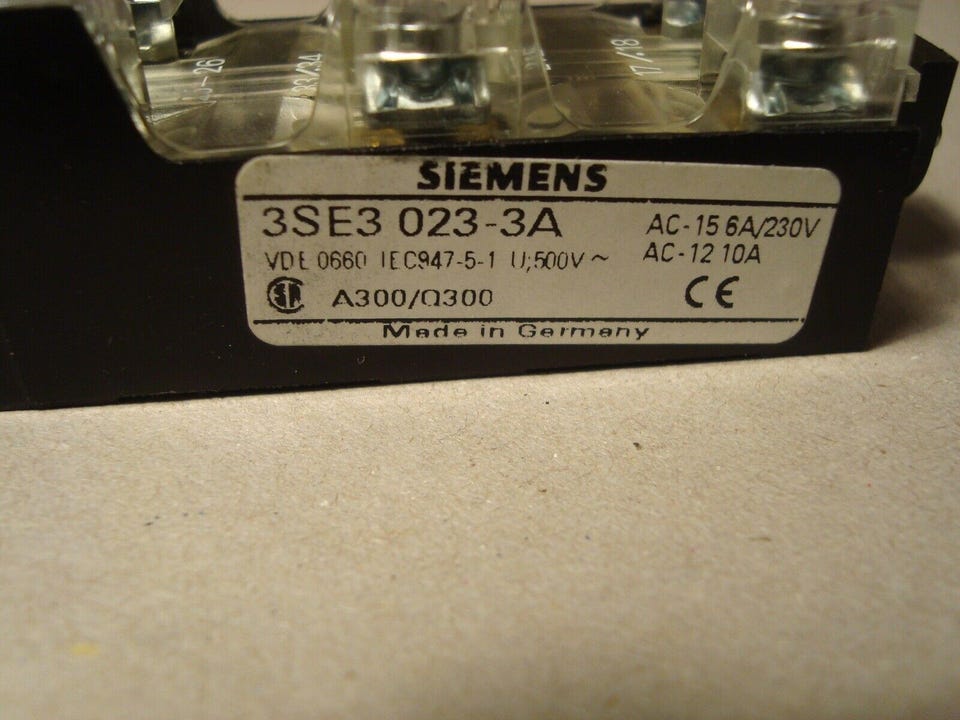 SIEMENS
3SE3 023-3A
AC-15 6A/230V
VDE 0660 IEC947-5-1 U;500V~
AC-12 10A
A300/Q300
CE
Made in Germany